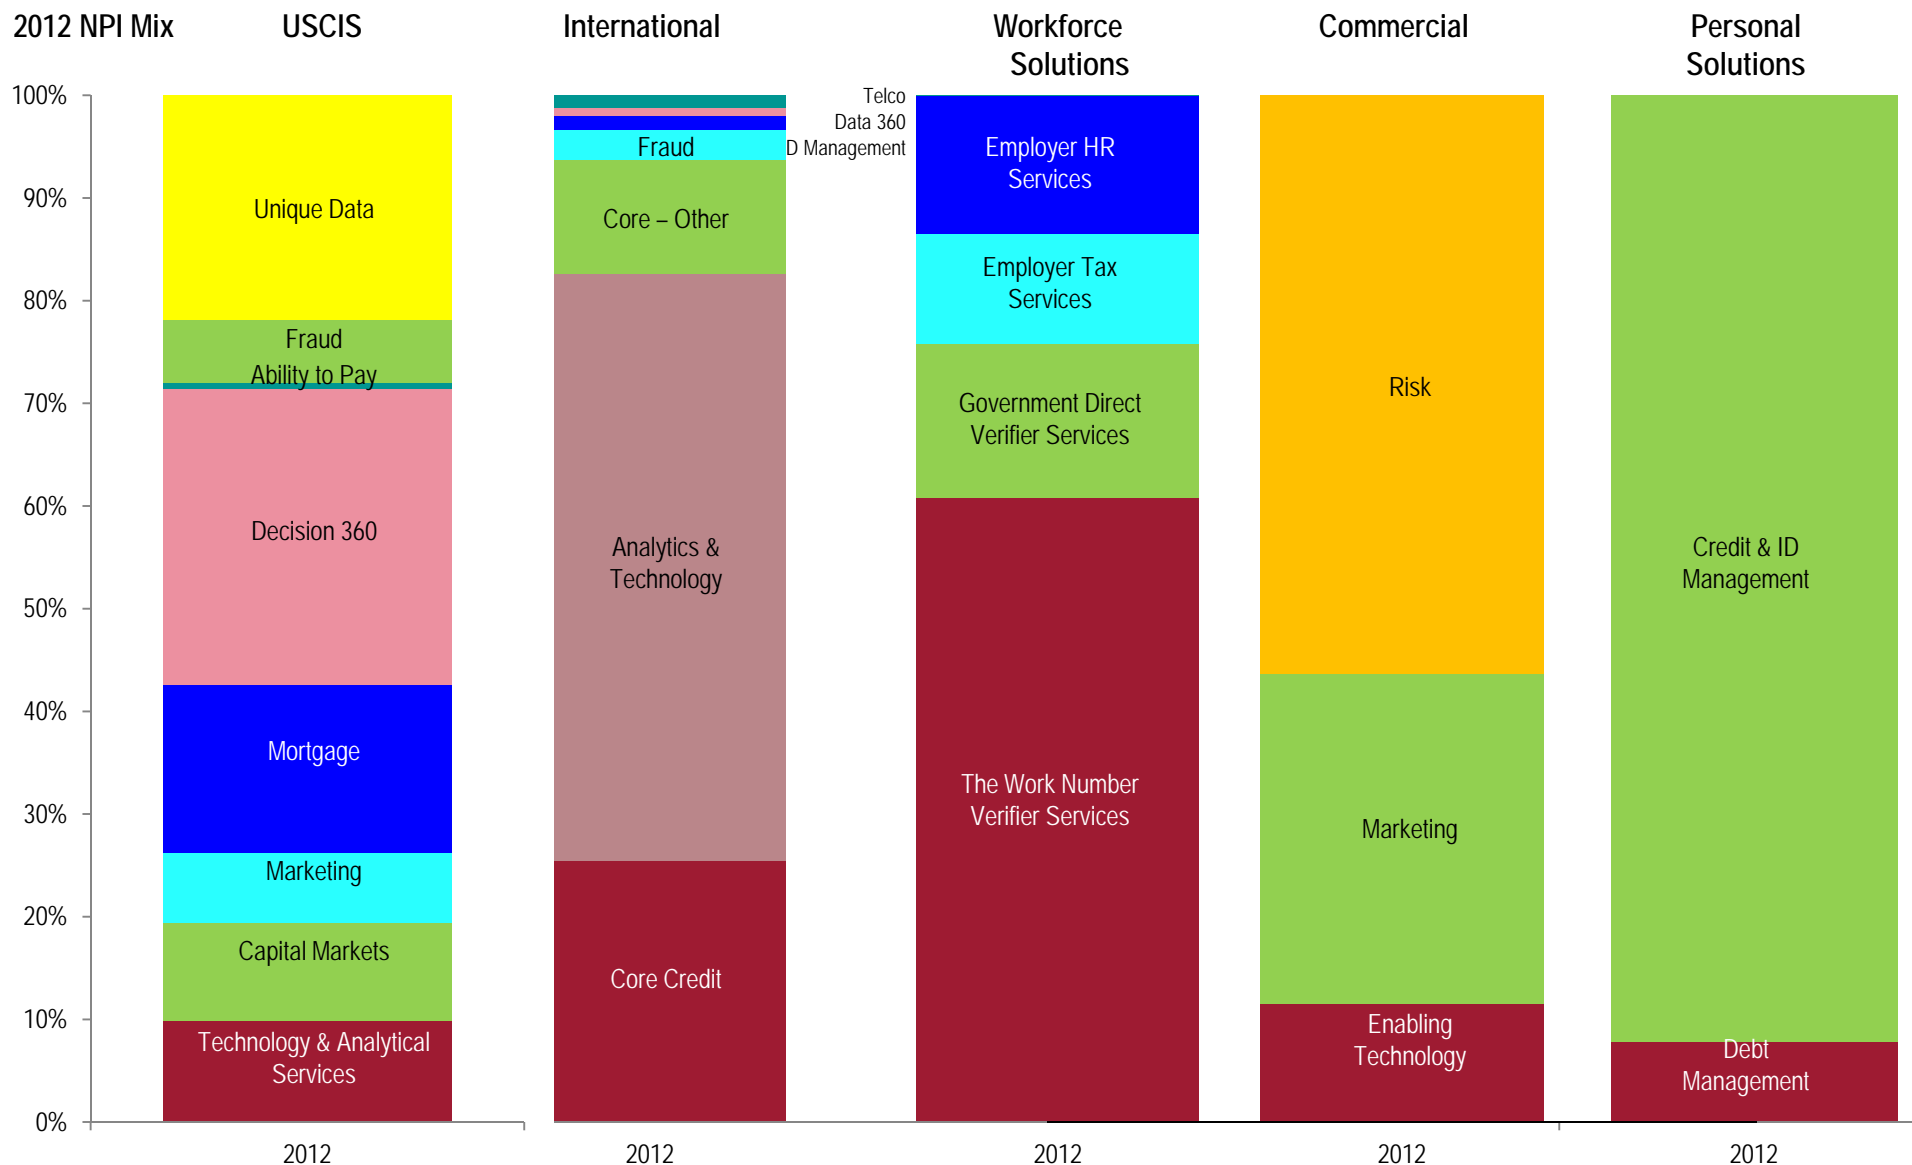 2012 NPI Mix
USCIS
International
Workforce
Solutions
Commercial
Personal
Solutions
100%
90%
80%
70%
60%
50%
40%
30%
20%
10%
0%
Unique Data
Fraud
Ability to Pay
Decision 360
Mortgage
Marketing
Capital Markets
Technology & Analytical
Services
2012
Telco
Data 360
D Management
Fraud
Core – Other
Analytics &
Technology
Core Credit
2012
Employer HR
Services
Employer Tax
Services
Government Direct
Verifier Services
The Work Number
Verifier Services
2012
Risk
Marketing
Enabling
Technology
2012
Credit & ID
Management
Debt
Management
2012